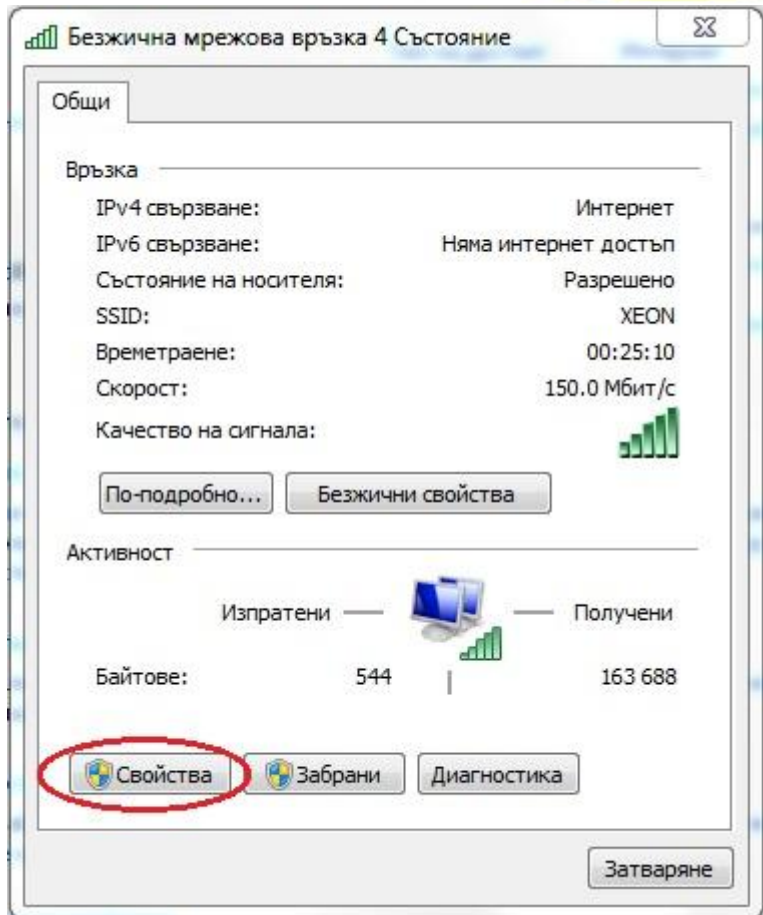 Безжична мрежова връзка 4 Състояние
Общи
Връзка
IPv4 свързване: Интернет
IPv6 свързване: Няма интернет достъп
Състояние на носителя: Разрешено
SSID: XEON
Времетраене: 00:25:10
Скорост: 150.0 Мбит/с
Качество на сигнала:
По-подробно... Безжични свойства
Активност
Изпратени Получени
Байтове: 544 163 688
Свойства Забрани Диагностика
Затваряне